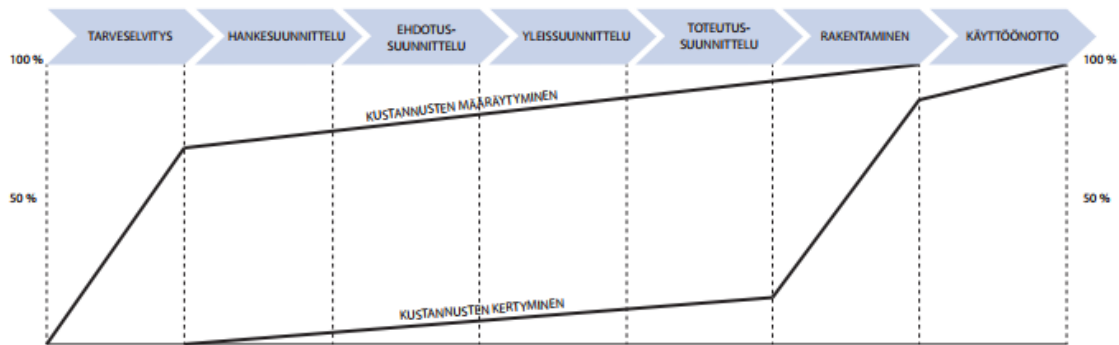 TARVESELVITYS
HANKESUUNNITTELU
EHDOTUS-
SUUNNITTELU
YLEISSUUNNITTELU
TOTEUTUS-
SUUNNITTELU
RAKENTAMINEN
KÄYTTÖÖNOTTO
100 %
100 %
KUSTANNUSTEN MÄÄRÄYTYMINEN
50 %
50 %
KUSTANNUSTEN KERTYMINEN